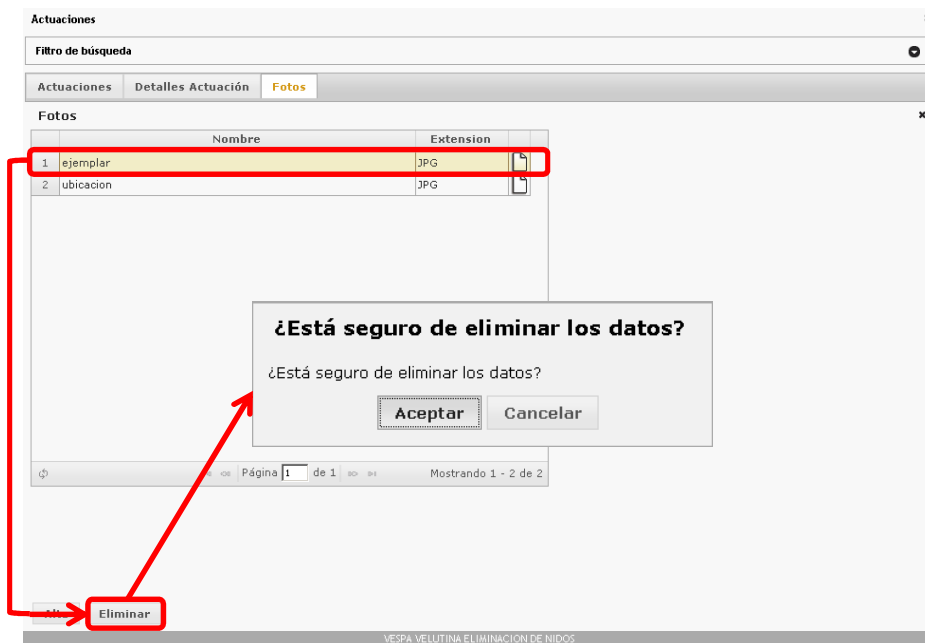 Actuaciones
Filtro de búsqueda
Actuaciones Detalles Actuación Fotos
Fotos
Nombre Extension
1 ejemplar JPG
2 ubicacion JPG
¿Está seguro de eliminar los datos?
¿Está seguro de eliminar los datos?
Aceptar Cancelar
Página 1 de 1 Mostrando 1 - 2 de 2
Eliminar
VESPA VELUTINA ELIMINACION DE NIDOS